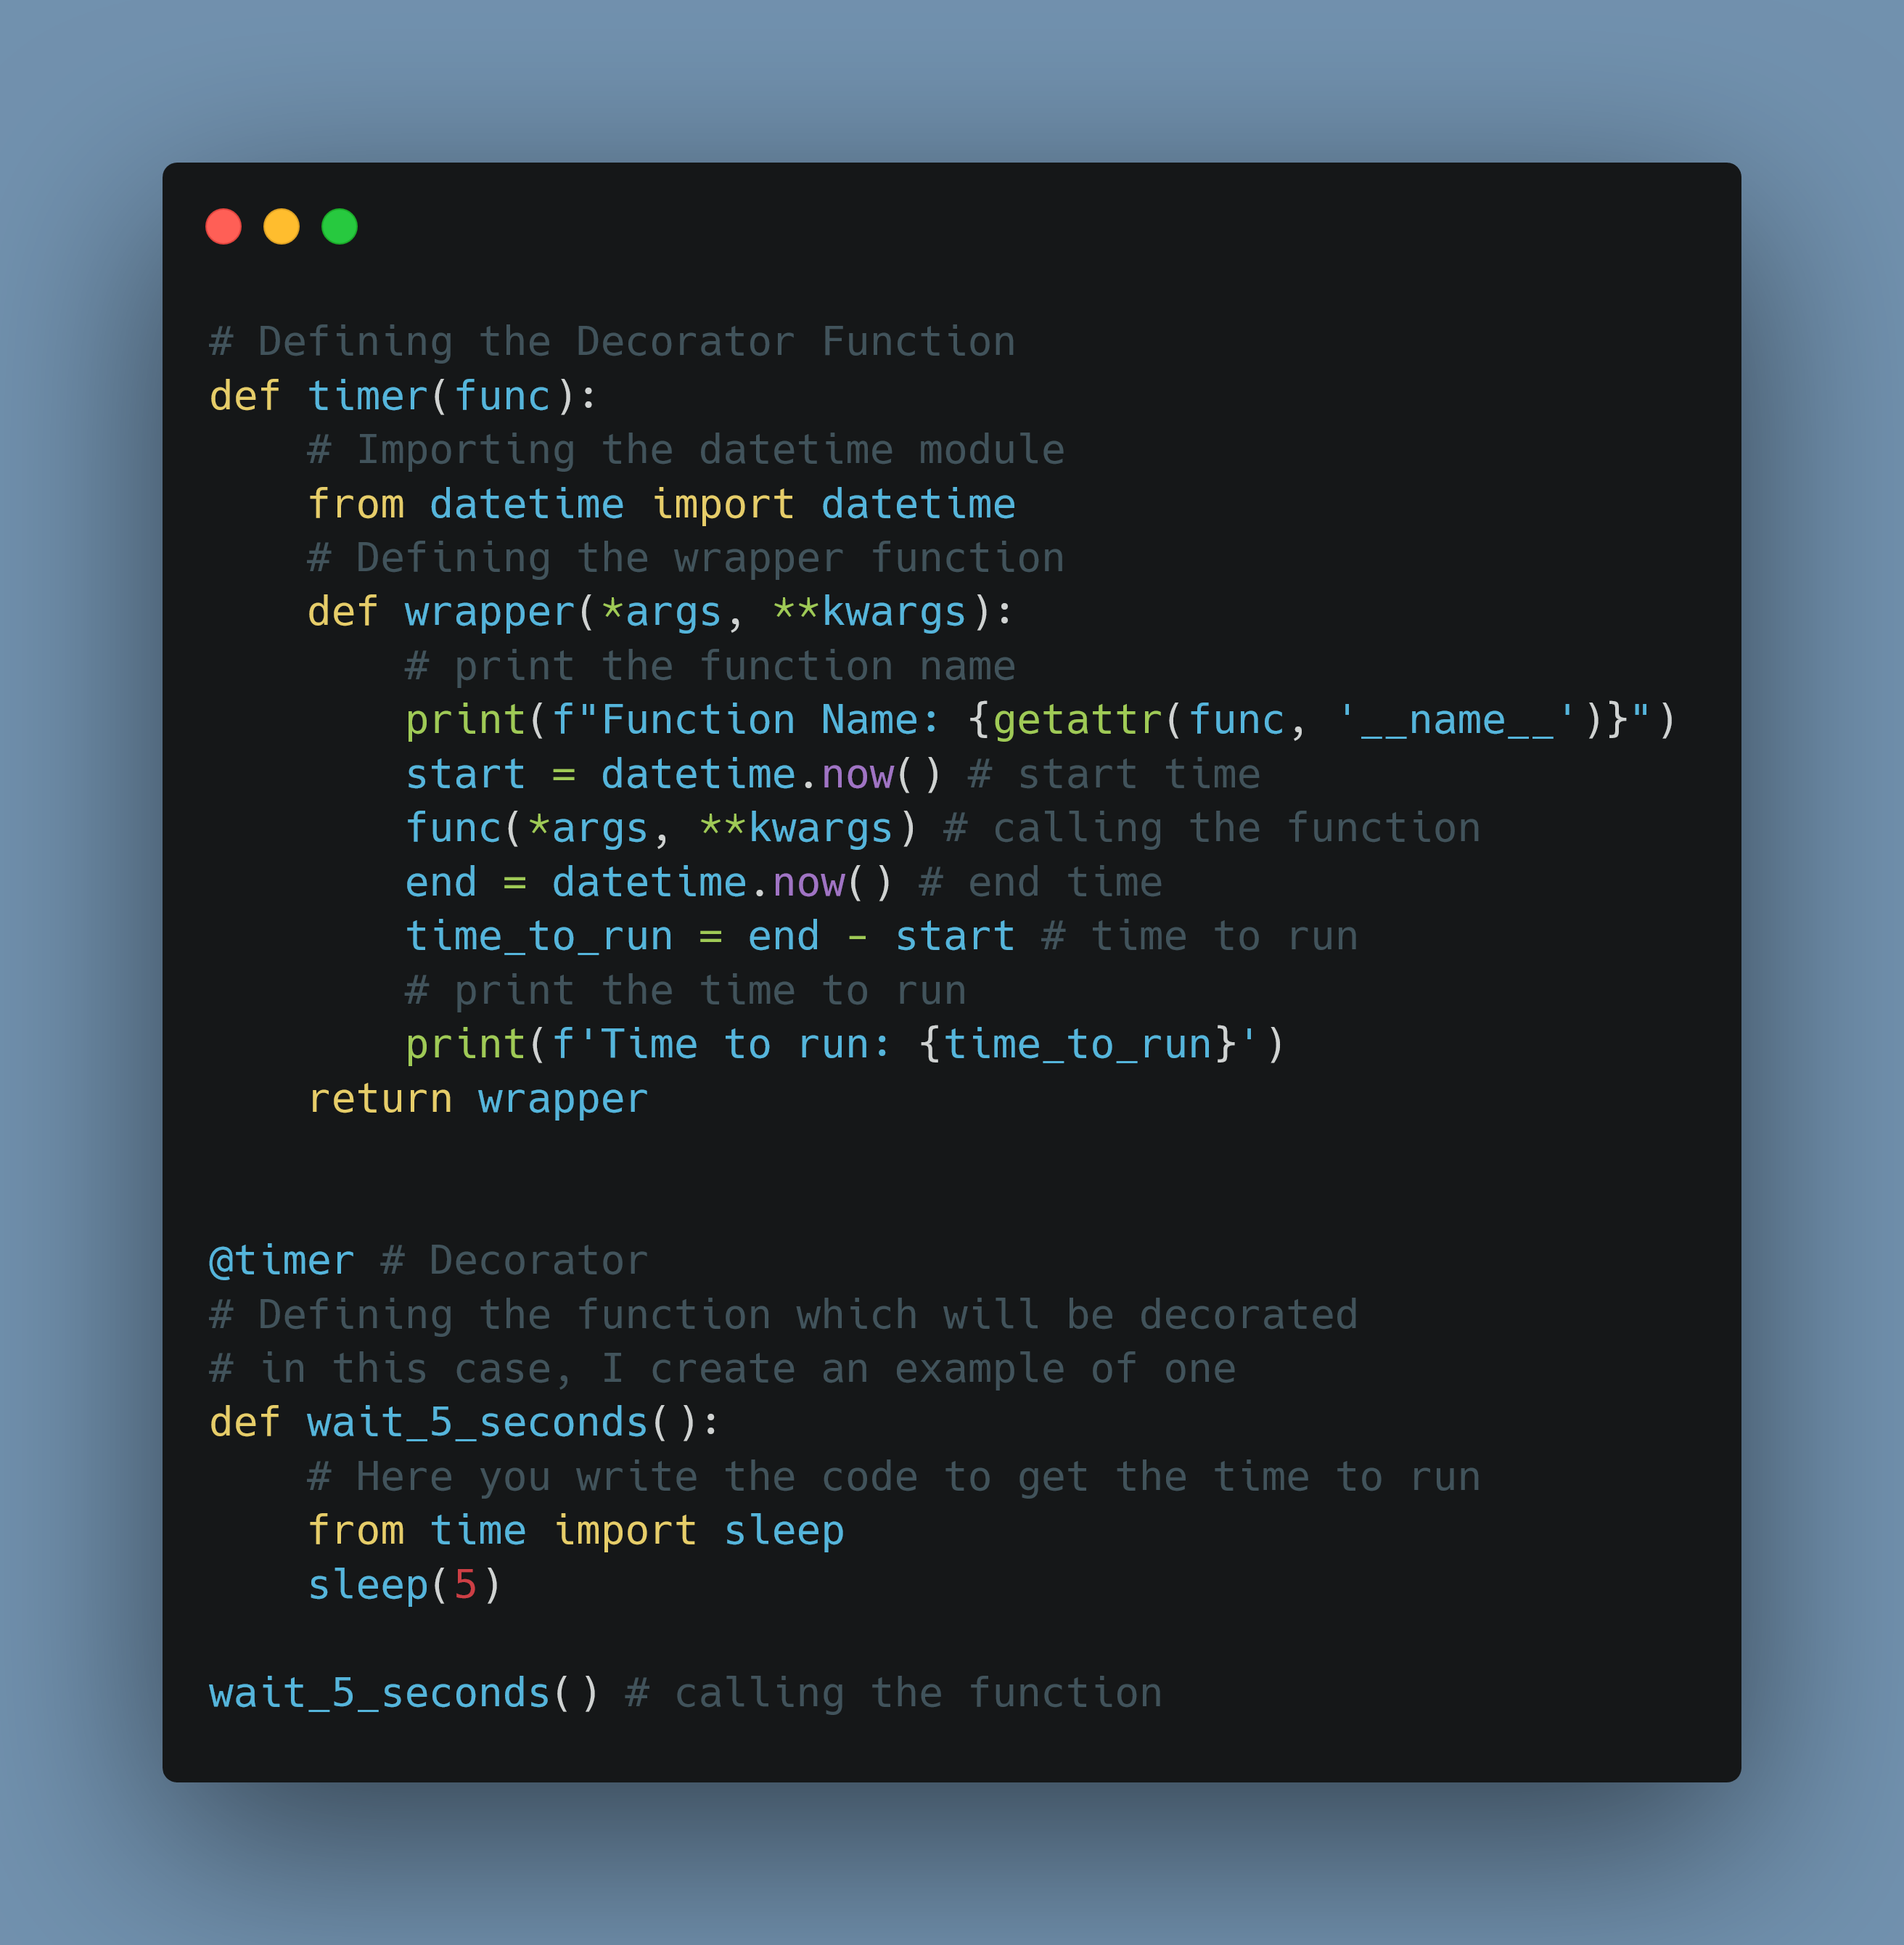 # Defining the Decorator Function
def timer(func):
    # Importing the datetime module
    from datetime import datetime
    # Defining the wrapper function
    def wrapper(*args, **kwargs):
        # print the function name
        print(f"Function Name: {getattr(func, '__name__')}")
        start = datetime.now() # start time
        func(*args, **kwargs) # calling the function
        end = datetime.now() # end time
        time_to_run = end - start # time to run
        # print the time to run
        print(f'Time to run: {time_to_run}')
    return wrapper


@timer # Decorator
# Defining the function which will be decorated
# in this case, I create an example of one
def wait_5_seconds():
    # Here you write the code to get the time to run
    from time import sleep
    sleep(5)

wait_5_seconds() # calling the function